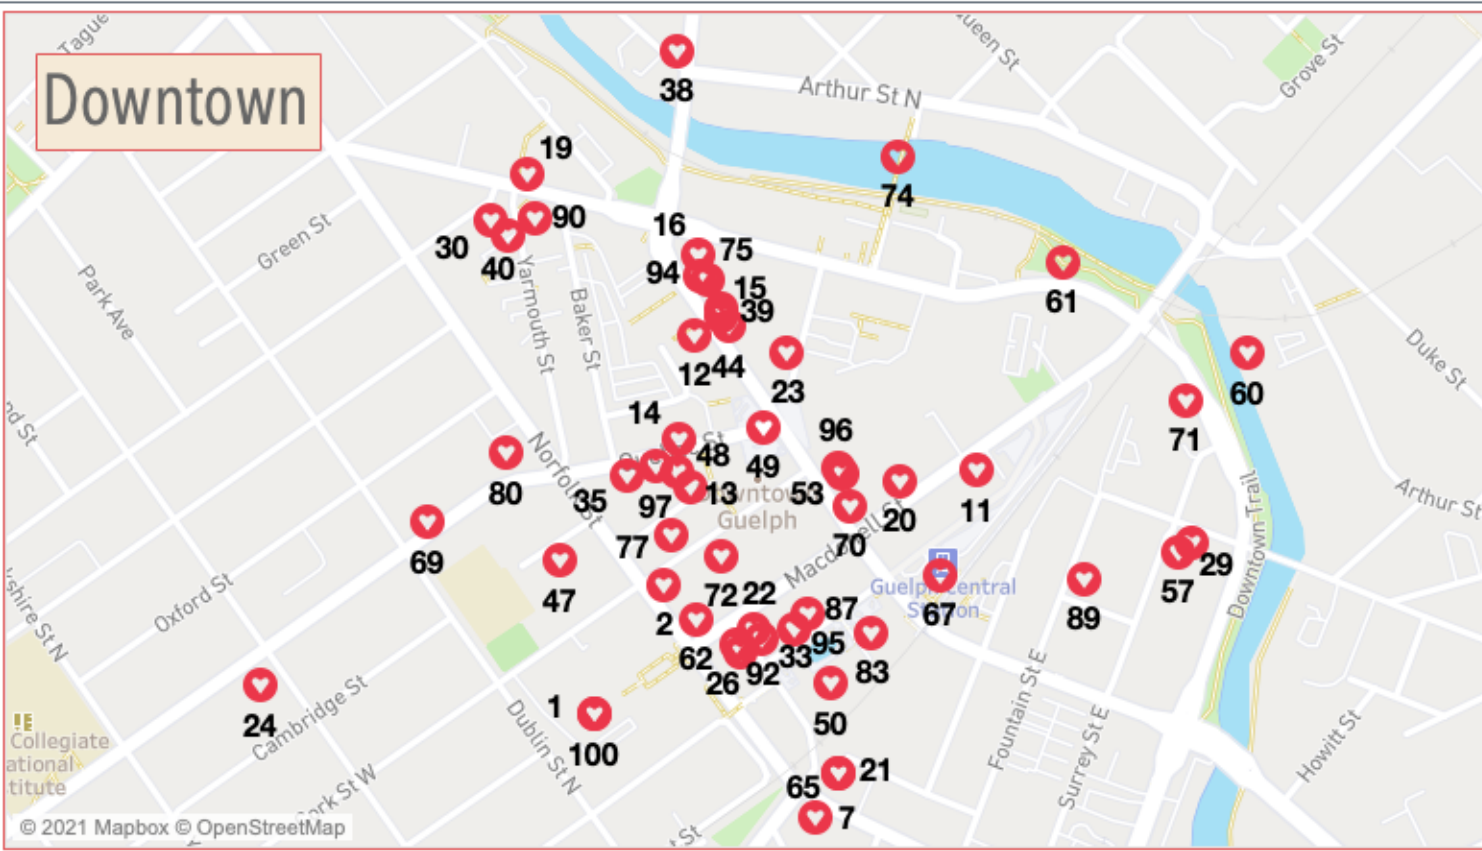 Tague
Queen St
Grove St
38
Arthur St N
Downtown
19
74
16
90
Green St
30
75
40
94
15
61
Park Ave
Yarmouth St
Baker St
39
12
44
23
Duke St
60
14
96
71
48
49
80
Norfolk St
35
97
13
53
Downtown
Guelph
20
11
Arthur St
77
70
Macdonell St
69
Downtown Trail
29
Oxford St
47
72
22
87
Guelph Central
Station
67
57
89
2
62
33
95
26
92
83
24
1
50
Cambridge St
100
Dublin St N
Fountain St E
Surrey St E
Howitt St
Collegiate
ational
titute
65
21
7
© 2021 Mapbox © OpenStreetMap